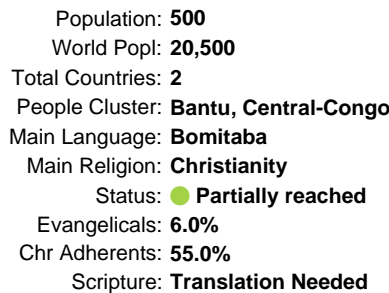 Population: 500
World Popl: 20,500
Total Countries: 2
People Cluster: Bantu, Central-Congo
Main Language: Bomitaba
Main Religion: Christianity
Status: Partially reached
Evangelicals: 6.0%
Chr Adherents: 55.0%
Scripture: Translation Needed